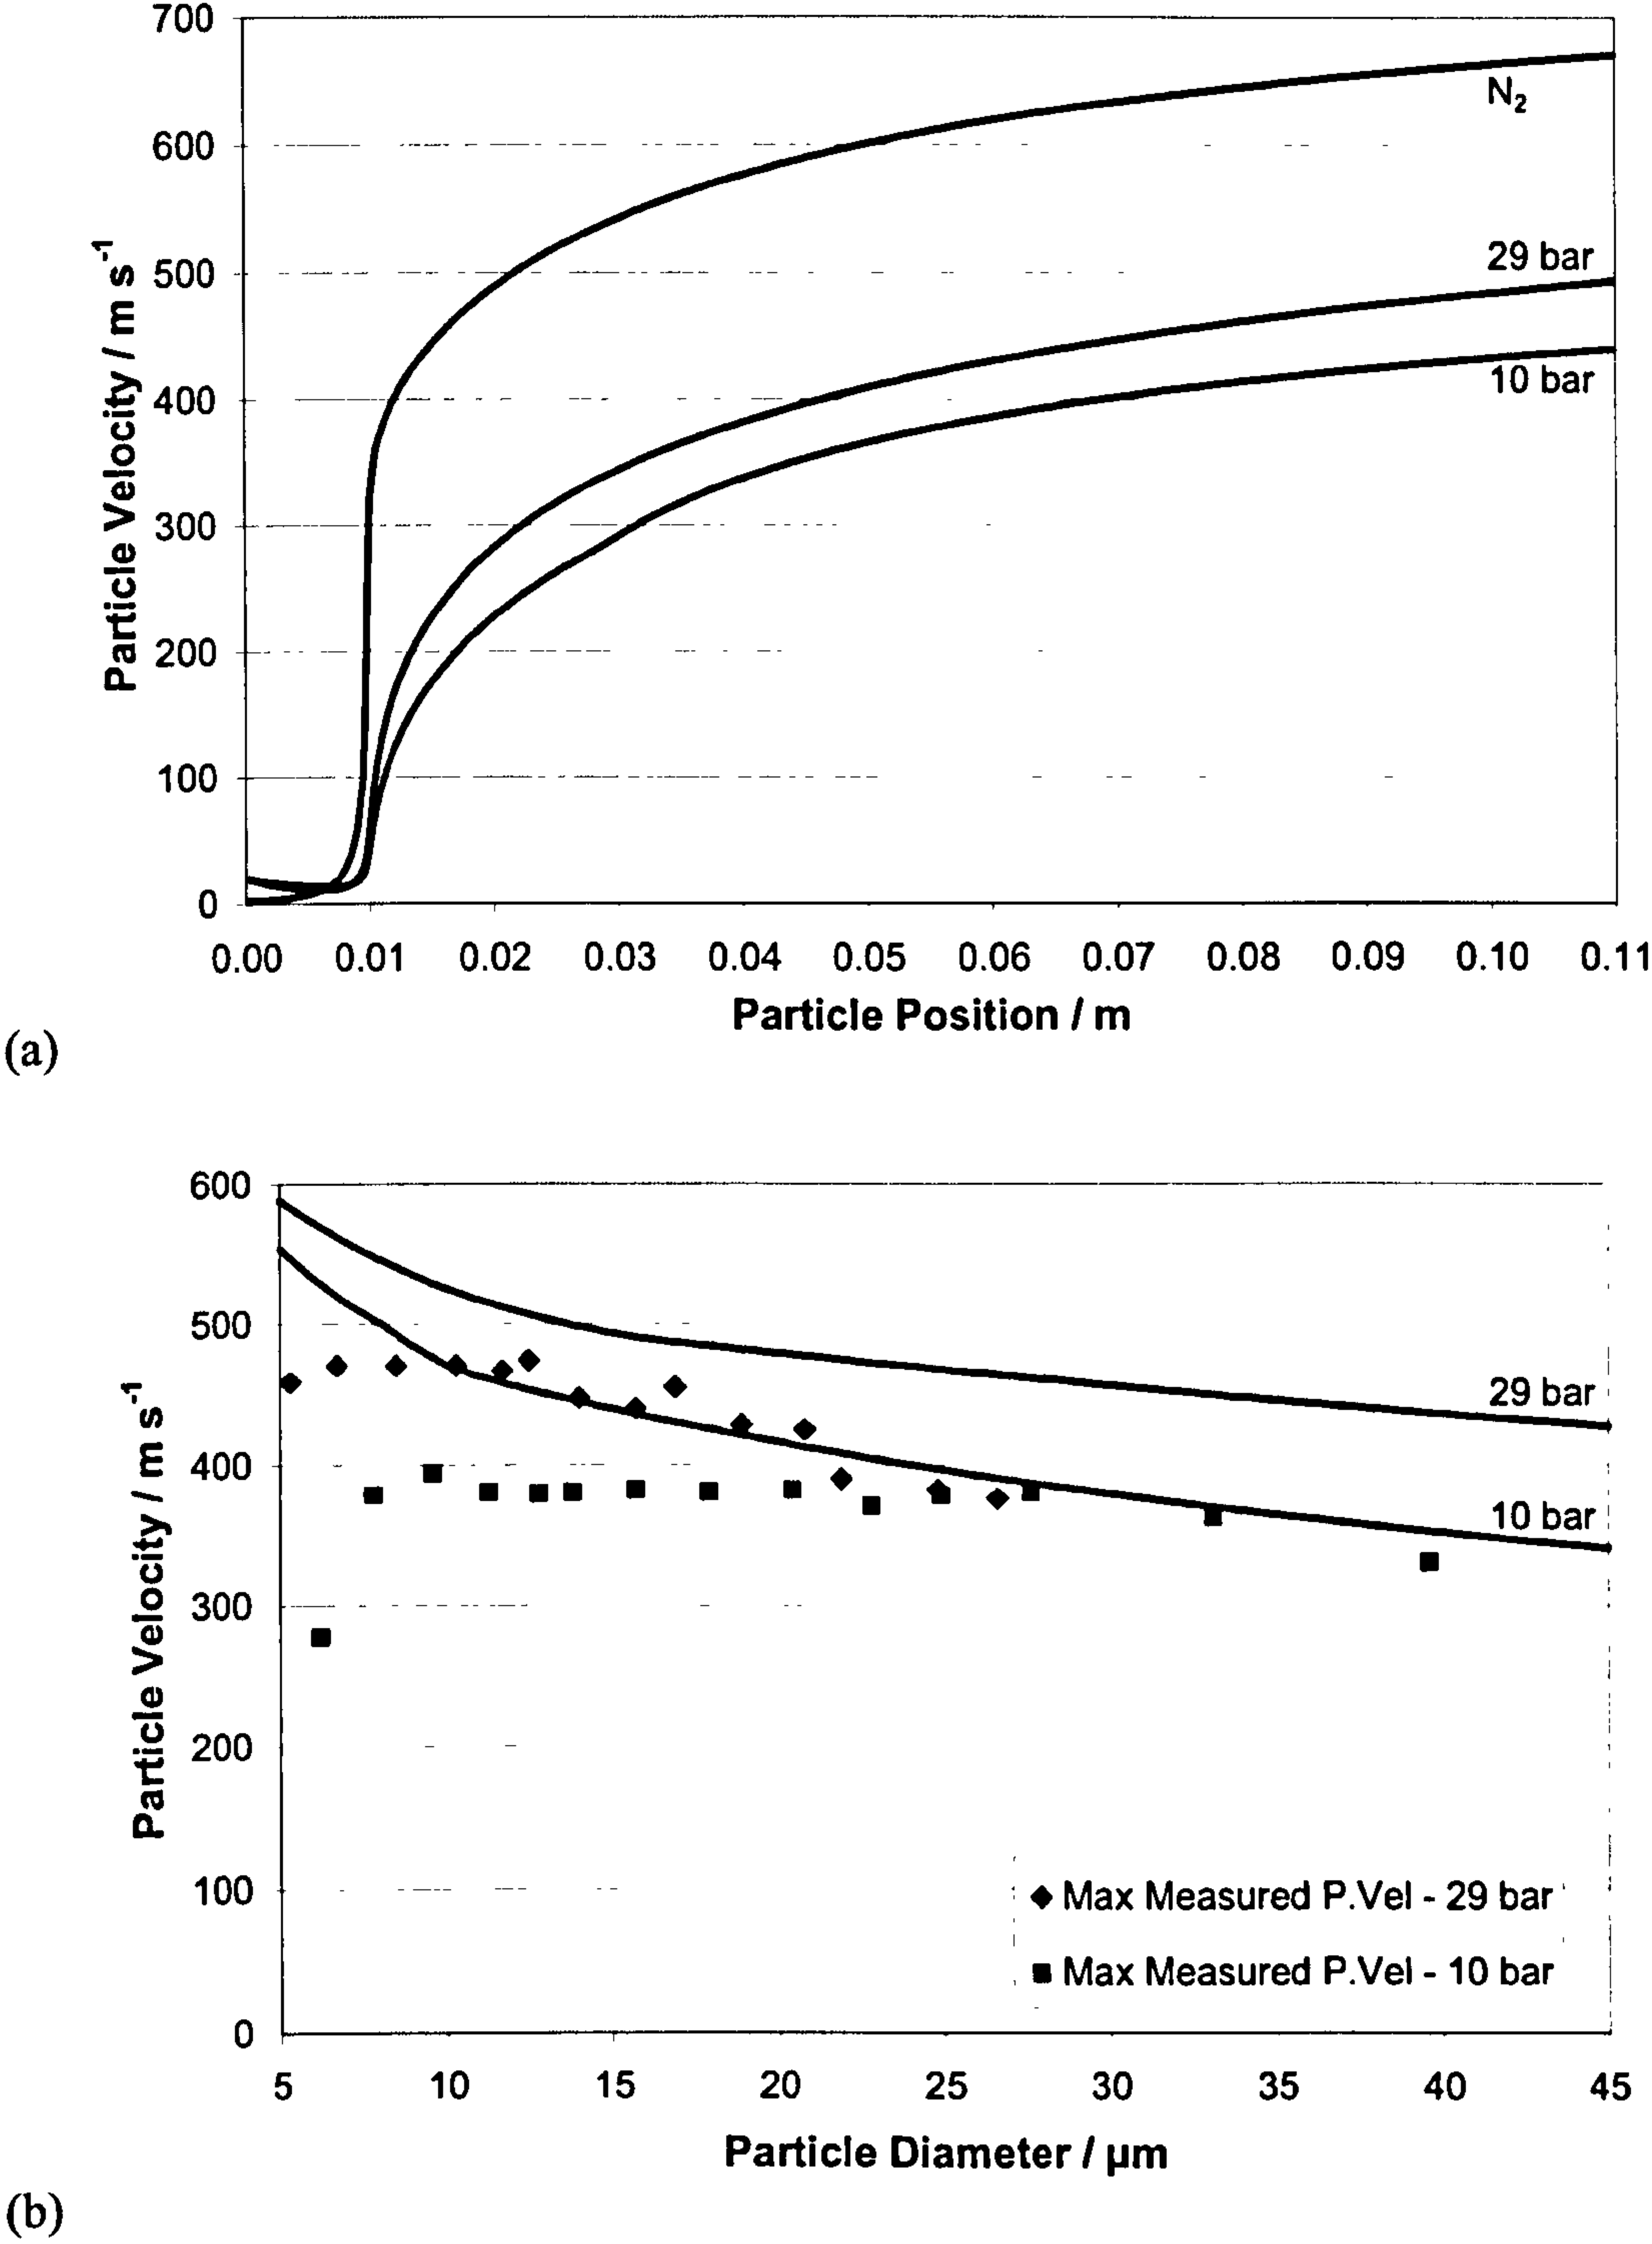 700
600
500
400
300
200
100
0
Particle Velocity / m s-1
N2
29 bar
10 bar
0.00 0.01 0.02 0.03 0.04 0.05 0.06 0.07 0.08 0.09 0.10 0.11
Particle Position / m
(a)
600
500
400
300
200
100
0
Particle Velocity / m s-1
29 bar
10 bar
Max Measured P.Vel - 29 bar
Max Measured P.Vel - 10 bar
5 10 15 20 25 30 35 40 45
Particle Diameter / µm
(b)